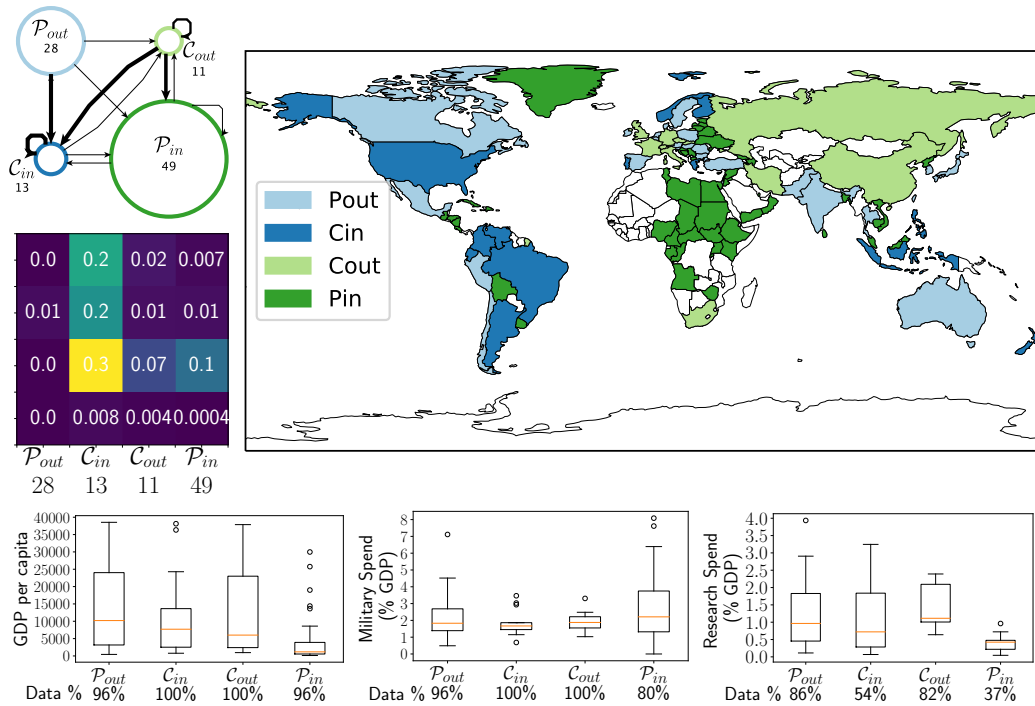 P_out
28
C_out
11
P_in
49
C_in
13
Pout
Cin
Cout
Pin
0.0 0.2 0.02 0.007
0.01 0.2 0.01 0.01
0.0 0.3 0.07 0.1
0.0 0.008 0.004 0.0004
P_out C_in C_out P_in
28 13 11 49
GDP per capita
40000
35000
30000
25000
20000
15000
10000
5000
0
P_out C_in C_out P_in
Data % 96% 100% 100% 96%
Military Spend
(% GDP)
8
7
6
5
4
3
2
1
0
P_out C_in C_out P_in
Data % 96% 100% 100% 80%
Research Spend
(% GDP)
4.0
3.5
3.0
2.5
2.0
1.5
1.0
0.5
0.0
P_out C_in C_out P_in
Data % 86% 54% 82% 37%